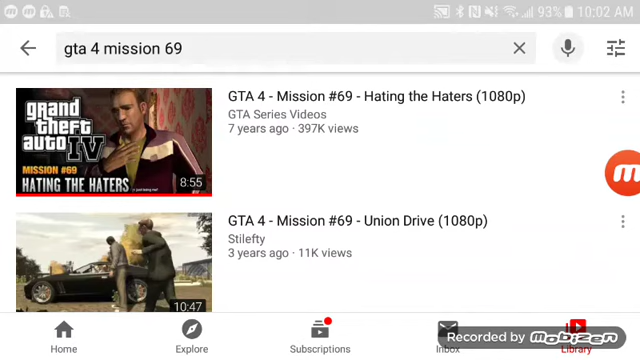 93% 10:02 AM
gta 4 mission 69
grand
theft
auto IV
MISSION #69
HATING THE HATERS
8:55
GTA 4 - Mission #69 - Hating the Haters (1080p)
GTA Series Videos
7 years ago · 397K views
10:47
GTA 4 - Mission #69 - Union Drive (1080p)
Stilefty
3 years ago · 11K views
Home
Explore
Subscriptions
Inbox
Library
Recorded by Mobizen